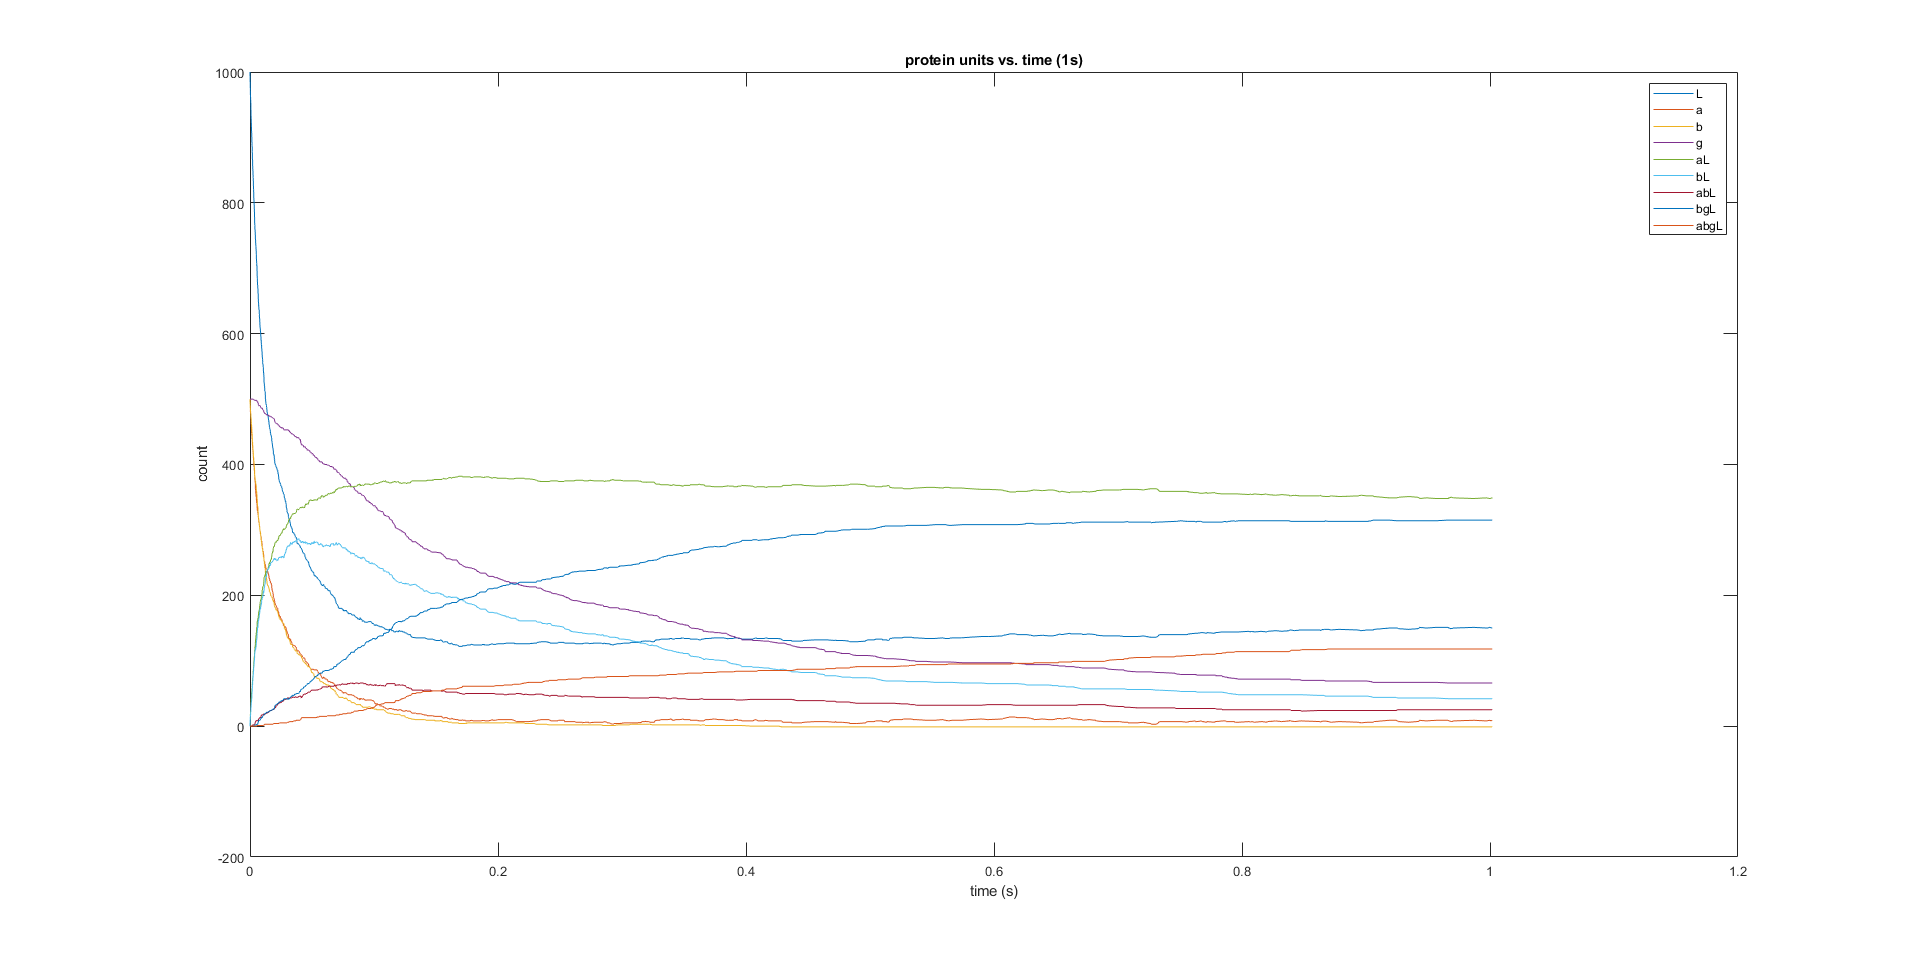 protein units vs. time (1s)
1000
800
600
400
200
0
-200
count
0 0.2 0.4 0.6 0.8 1 1.2
time (s)
L
a
b
g
aL
bL
abL
bgL
abgL